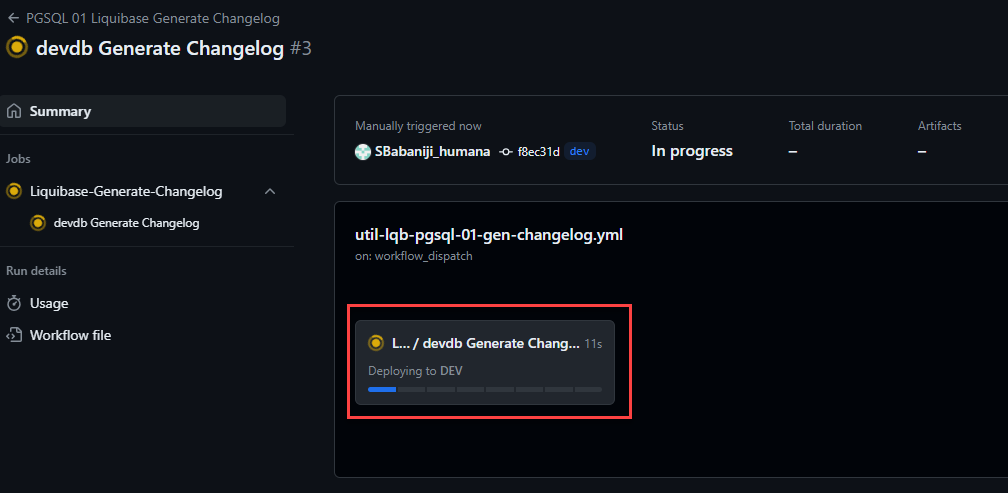 PGSQL 01 Liquibase Generate Changelog
devdb Generate Changelog #3
Summary
Jobs
Liquibase-Generate-Changelog
devdb Generate Changelog
Run details
Usage
Workflow file
Manually triggered now
SBabaniji_humana f8ec31d dev
Status
In progress
Total duration
–
Artifacts
–
util-lqb-pgsql-01-gen-changelog.yml
on: workflow_dispatch
L... / devdb Generate Chang... 11s
Deploying to DEV